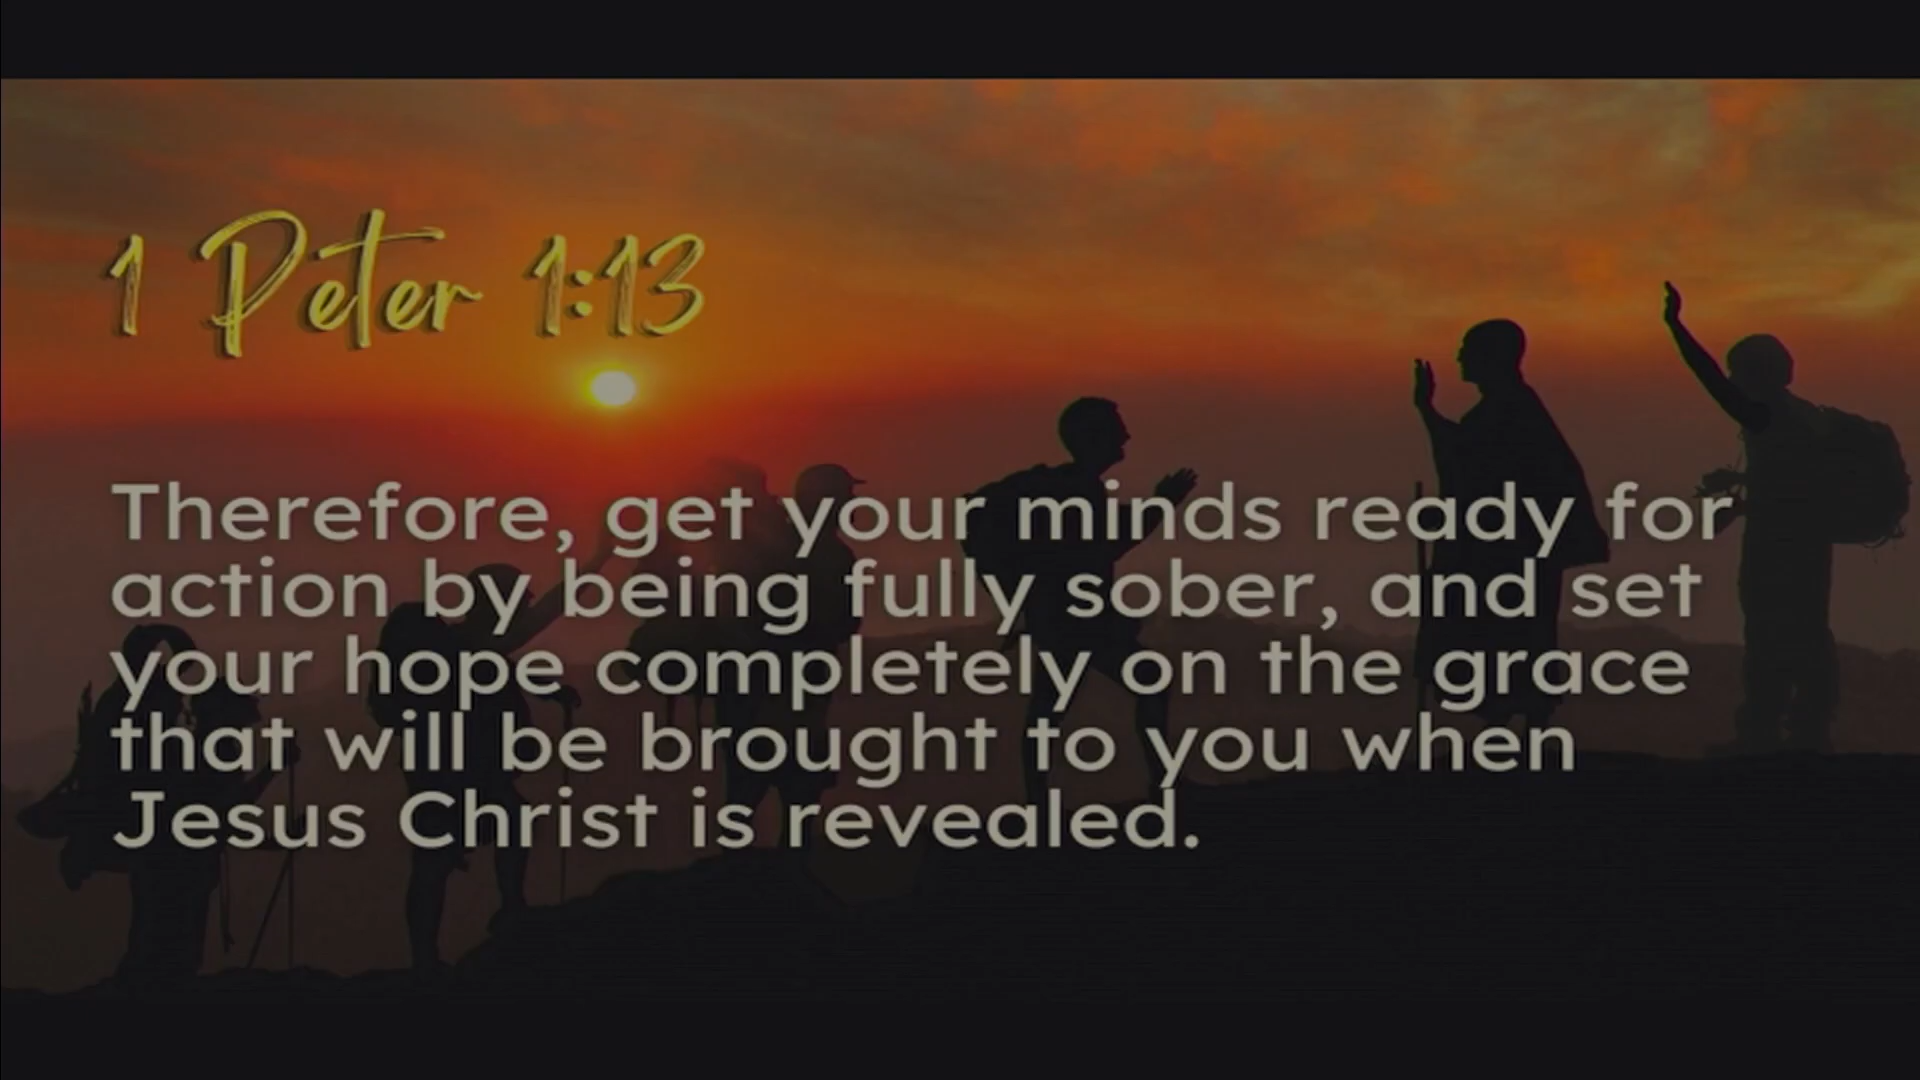 1 Peter 1:13
Therefore, get your minds ready for
action by being fully sober, and set
your hope completely on the grace
that will be brought to you when
Jesus Christ is revealed.